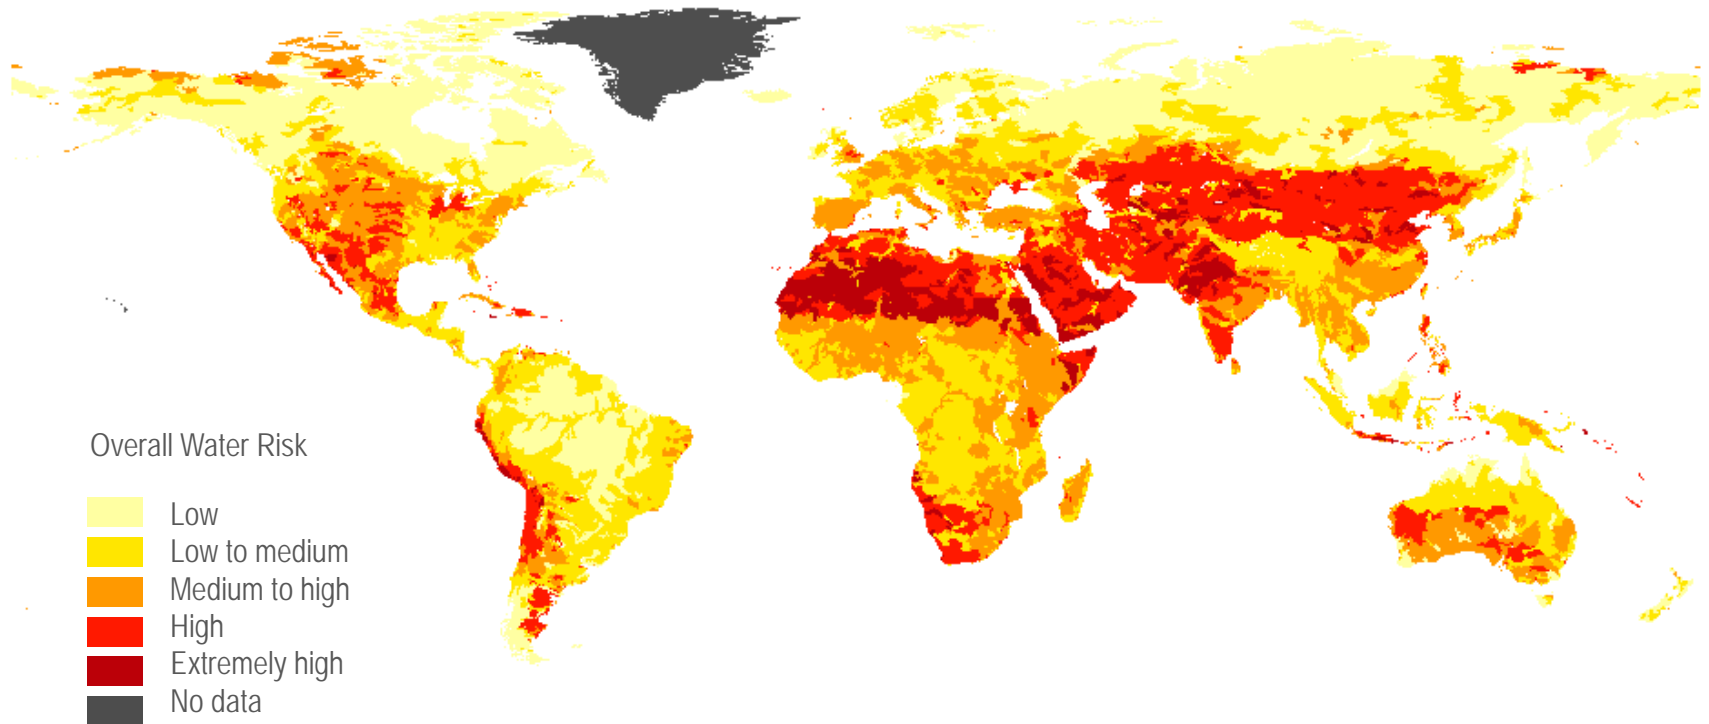 Overall Water Risk
Low
Low to medium
Medium to high
High
Extremely high
No data